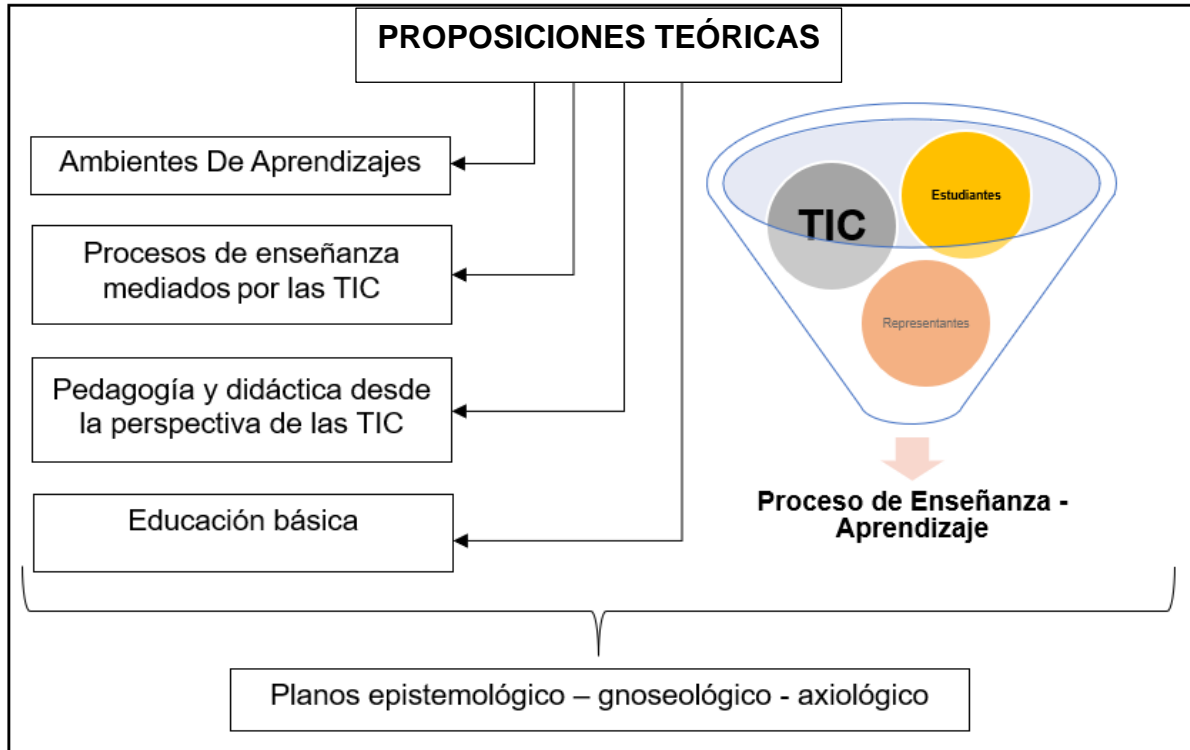 PROPOSICIONES TEÓRICAS
Ambientes De Aprendizajes
Procesos de enseñanza
mediados por las TIC
Pedagogía y didáctica desde
la perspectiva de las TIC
Educación básica
TIC
Estudiantes
Representantes
Proceso de Enseñanza -
Aprendizaje
Planos epistemológico – gnoseológico - axiológico